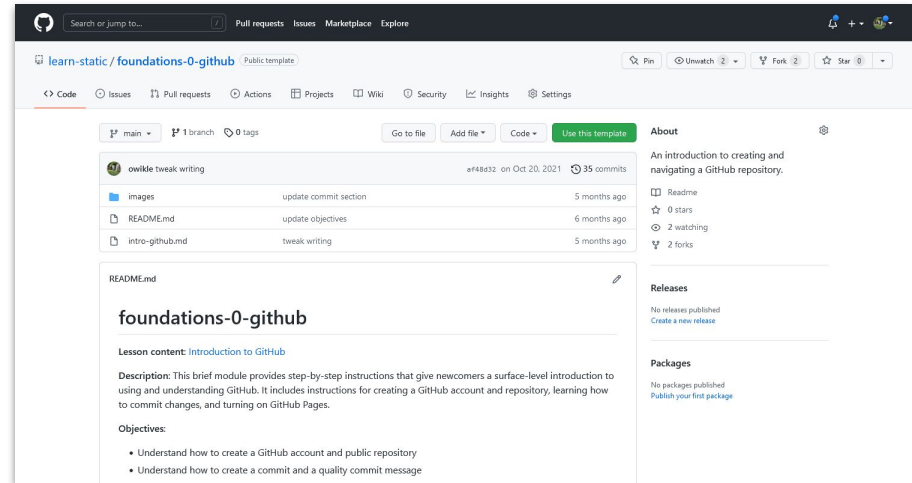 Search or jump to... / Pull requests Issues Marketplace Explore
learn-static / foundations-0-github Public template Pin Unwatch 2 Fork 2 Star 0
Code Issues Pull requests Actions Projects Wiki Security Insights Settings
main 1 branch 0 tags Go to file Add file Code Use this template
owikle tweak writing af48d32 on Oct 20, 2021 35 commits
images update commit section 5 months ago
README.md update objectives 6 months ago
intro-github.md tweak writing 5 months ago
README.md
foundations-0-github
Lesson content: Introduction to GitHub
Description: This brief module provides step-by-step instructions that give newcomers a surface-level introduction to
using and understanding GitHub. It includes instructions for creating a GitHub account and repository, learning how
to commit changes, and turning on GitHub Pages.
Objectives:
• Understand how to create a GitHub account and public repository
• Understand how to create a commit and a quality commit message
About
An introduction to creating and
navigating a GitHub repository.
Readme
0 stars
2 watching
2 forks
Releases
No releases published
Create a new release
Packages
No packages published
Publish your first package